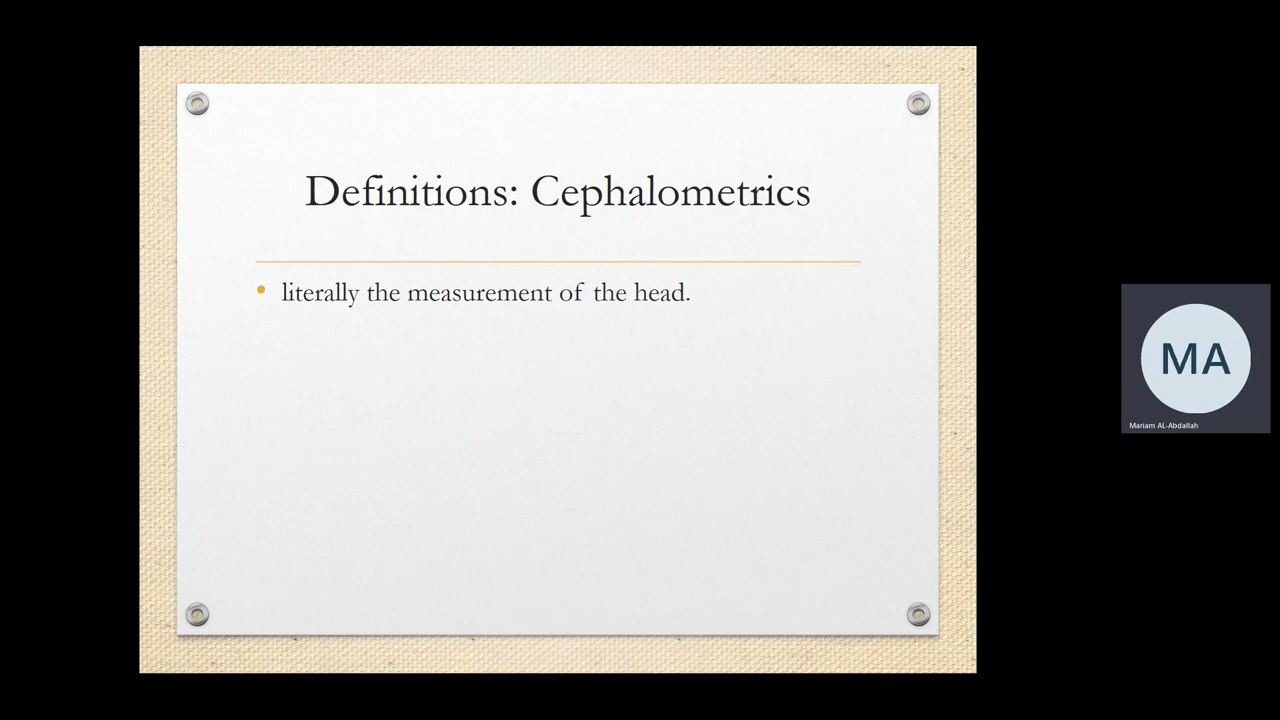 Definitions: Cephalometrics
• literally the measurement of the head.
MA
Mariam AL-Abdallah